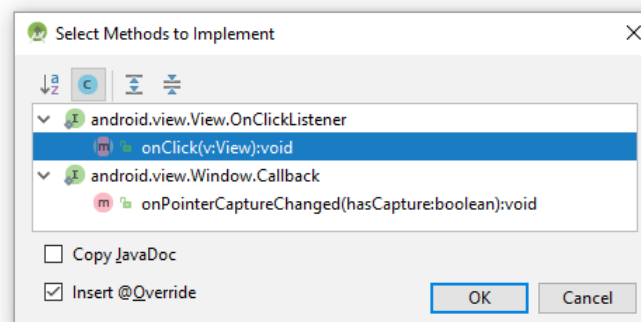 Select Methods to Implement
android.view.View.OnClickListener
onClick(v:View):void
android.view.Window.Callback
onPointerCaptureChanged(hasCapture:boolean):void
Copy JavaDoc
Insert @Override
OK Cancel